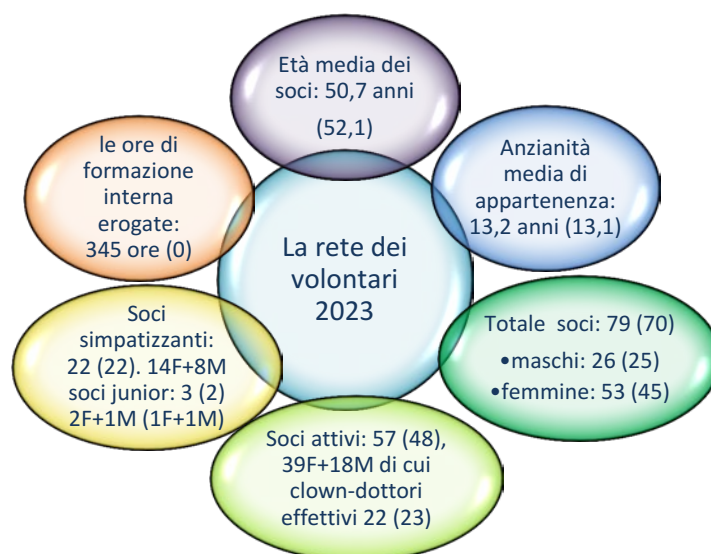 Età media dei
soci: 50,7 anni
(52,1)
Anzianità
media di
appartenenza:
13,2 anni (13,1)
Totale soci: 79 (70)
•maschi: 26 (25)
•femmine: 53 (45)
Soci attivi: 57 (48),
39F+18M di cui
clown-dottori
effettivi 22 (23)
Soci
simpatizzanti:
22 (22). 14F+8M
soci junior: 3 (2)
2F+1M (1F+1M)
le ore di
formazione
interna
erogate:
345 ore (0)
La rete dei
volontari
2023